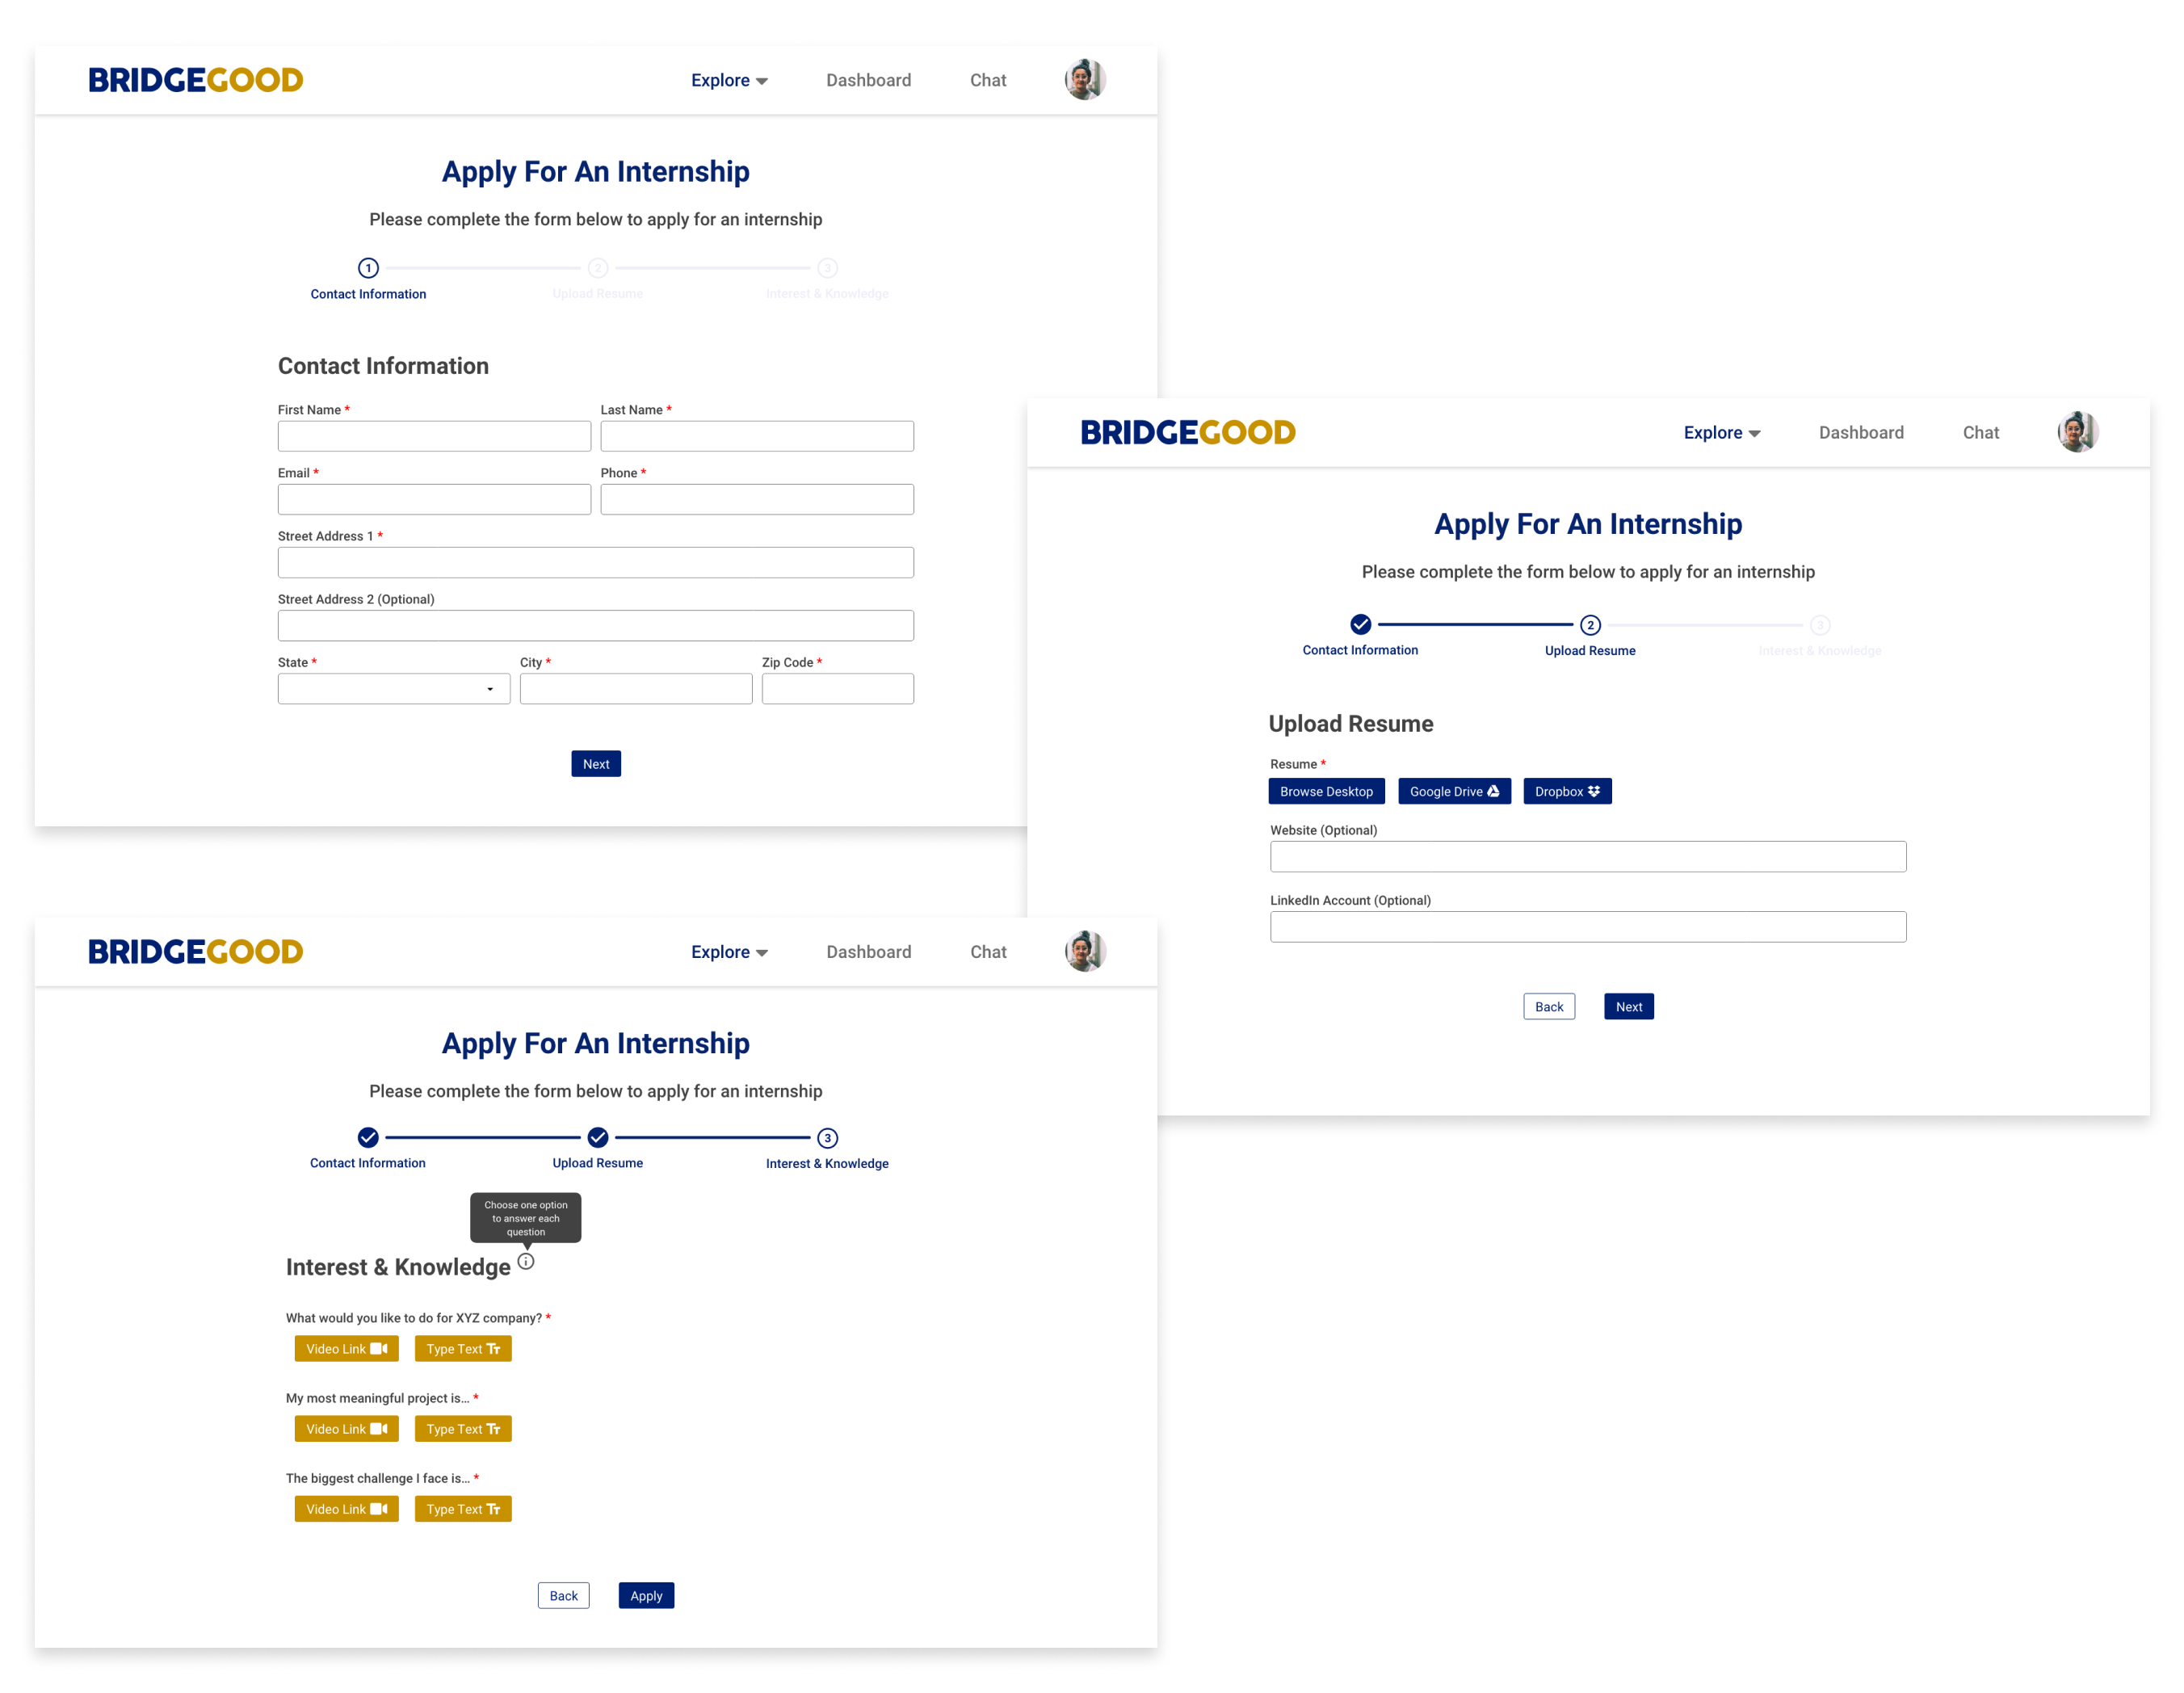 BRIDGEGOOD
Explore Dashboard Chat
Apply For An Internship
Please complete the form below to apply for an internship
1 2 3
Contact Information Upload Resume Interest & Knowledge
Contact Information
First Name * Last Name *
Email * Phone *
Street Address 1 *
Street Address 2 (Optional)
State * City * Zip Code *
Next
BRIDGEGOOD
Explore Dashboard Chat
Apply For An Internship
Please complete the form below to apply for an internship
2 3
Contact Information Upload Resume Interest & Knowledge
Upload Resume
Resume *
Browse Desktop Google Drive Dropbox
Website (Optional)
LinkedIn Account (Optional)
Back Next
BRIDGEGOOD
Explore Dashboard Chat
Apply For An Internship
Please complete the form below to apply for an internship
3
Contact Information Upload Resume Interest & Knowledge
Choose one option
to answer each
question
Interest & Knowledge
What would you like to do for XYZ company? *
Video Link Type Text Tт
My most meaningful project is... *
Video Link Type Text Tт
The biggest challenge I face is... *
Video Link Type Text Tт
Back Apply